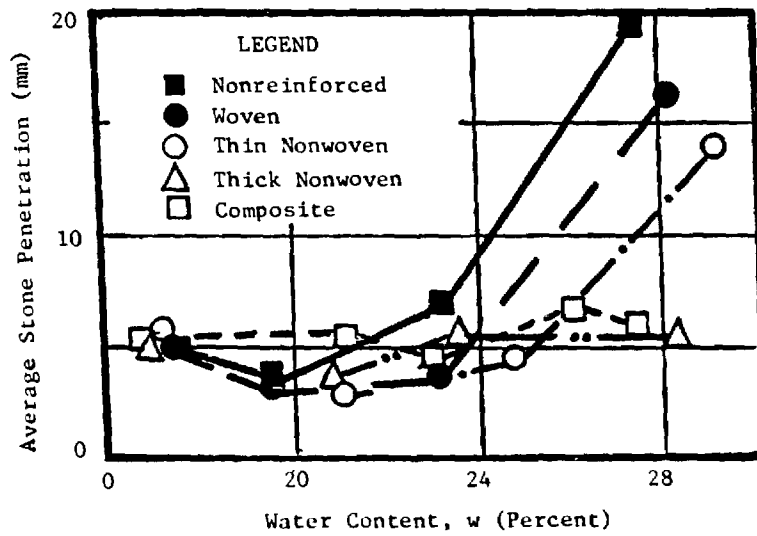 20
LEGEND
Nonreinforced
Woven
Thin Nonwoven
Thick Nonwoven
Composite
10
0
Average Stone Penetration (mm)
0 20 24 28
Water Content, w (Percent)